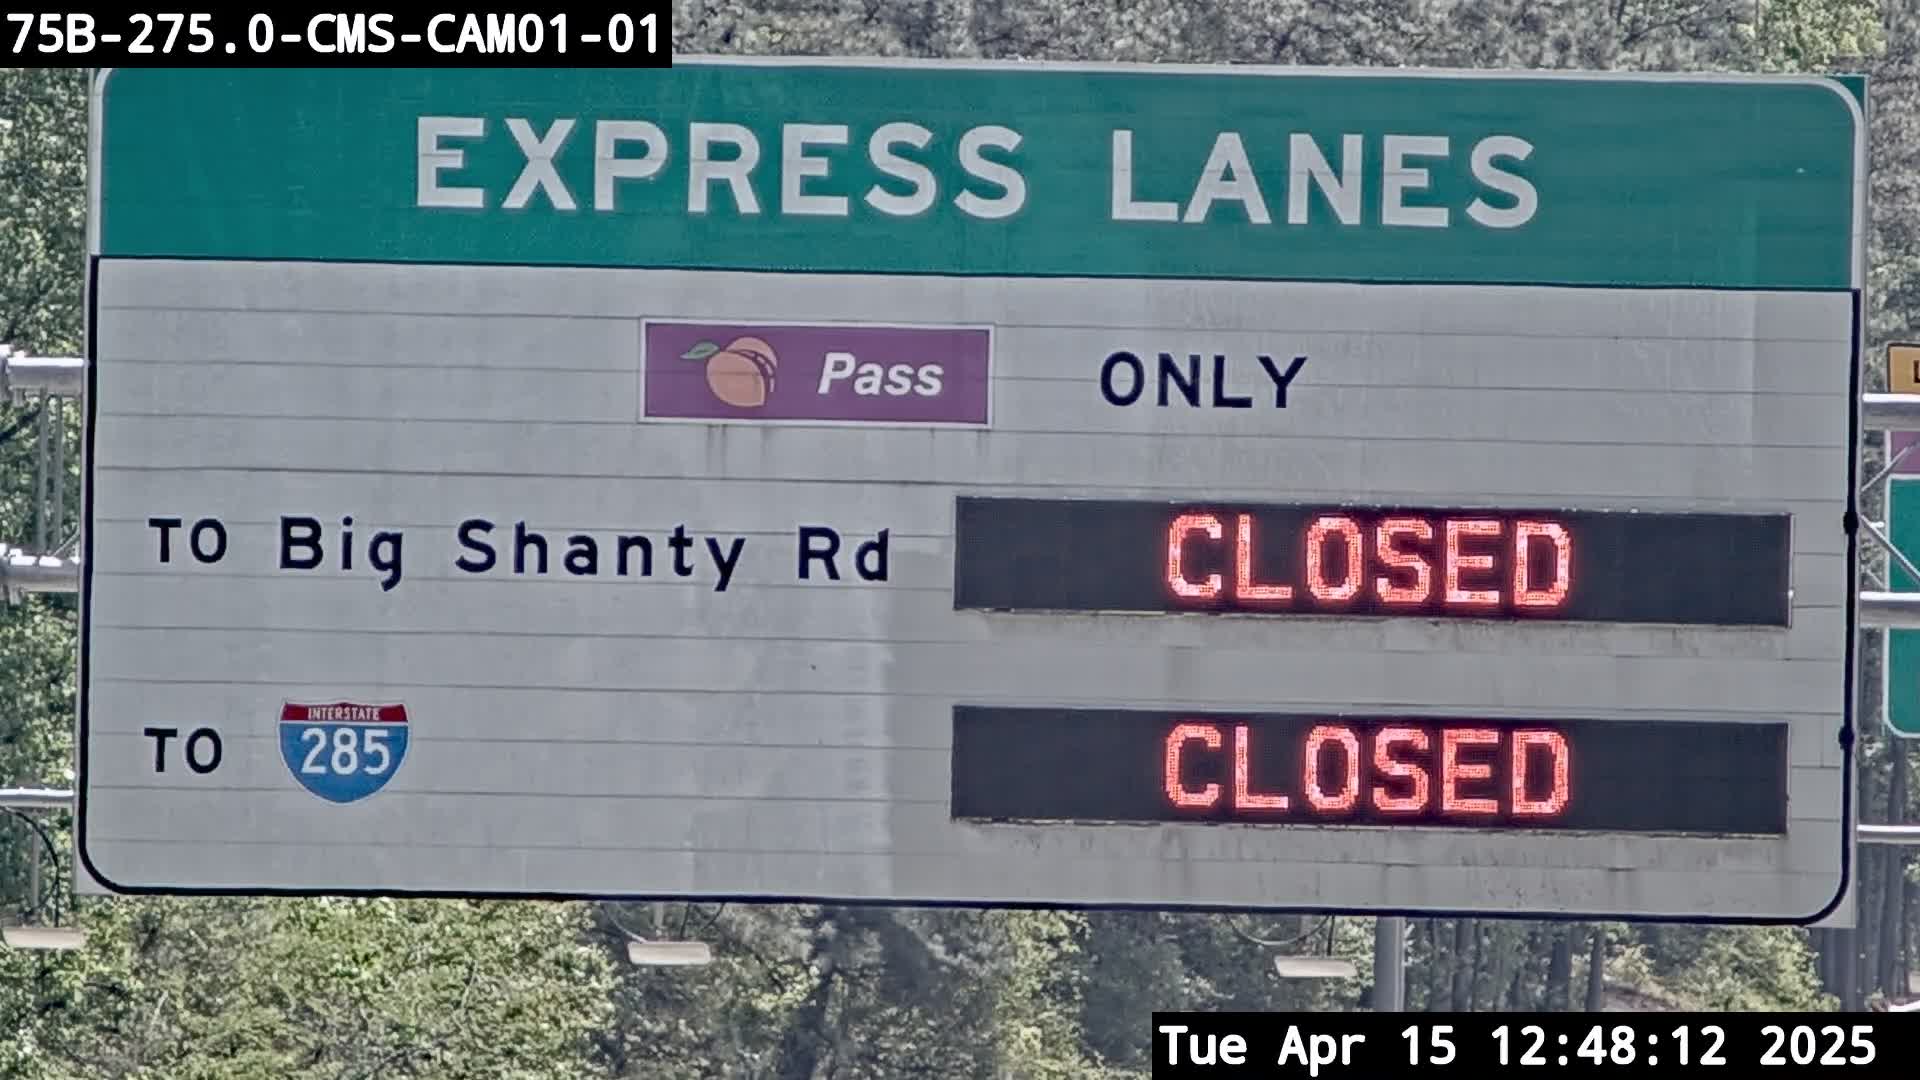 75B-275.0-CMS-CAM01-01
EXPRESS LANES
Pass ONLY
TO Big Shanty Rd CLOSED
TO INTERSTATE 285 CLOSED
Tue Apr 15 12:48:12 2025